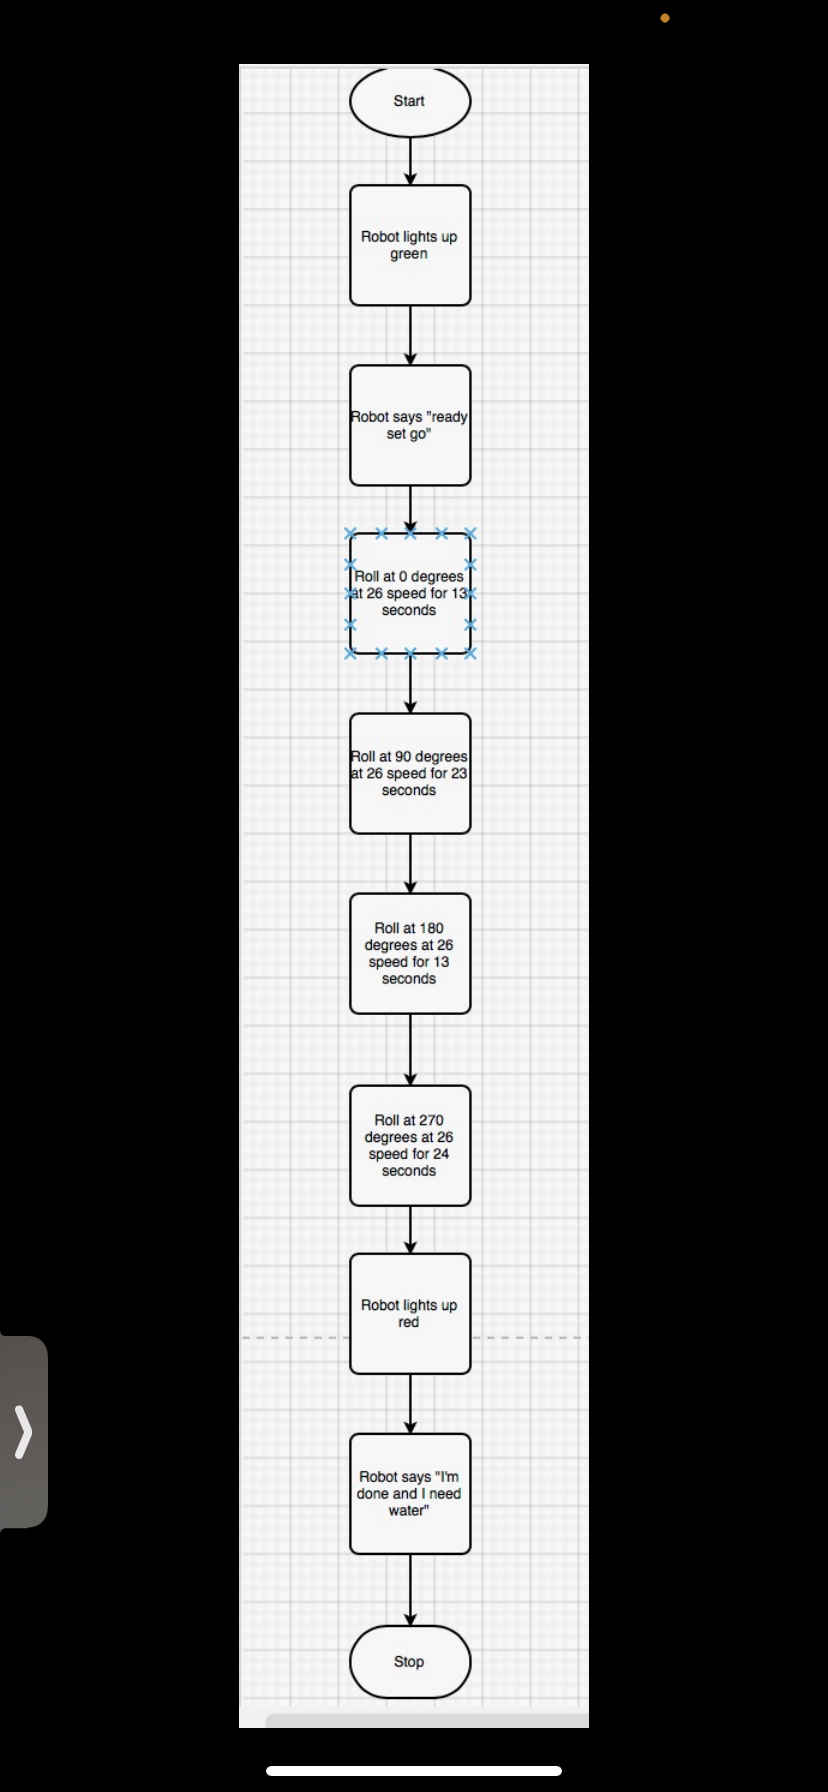 Start
Robot lights up
green
Robot says "ready
set go"
Roll at 0 degrees
at 26 speed for 13
seconds
Roll at 90 degrees
at 26 speed for 23
seconds
Roll at 180
degrees at 26
speed for 13
seconds
Roll at 270
degrees at 26
speed for 24
seconds
Robot lights up
red
Robot says "I'm
done and I need
water"
Stop